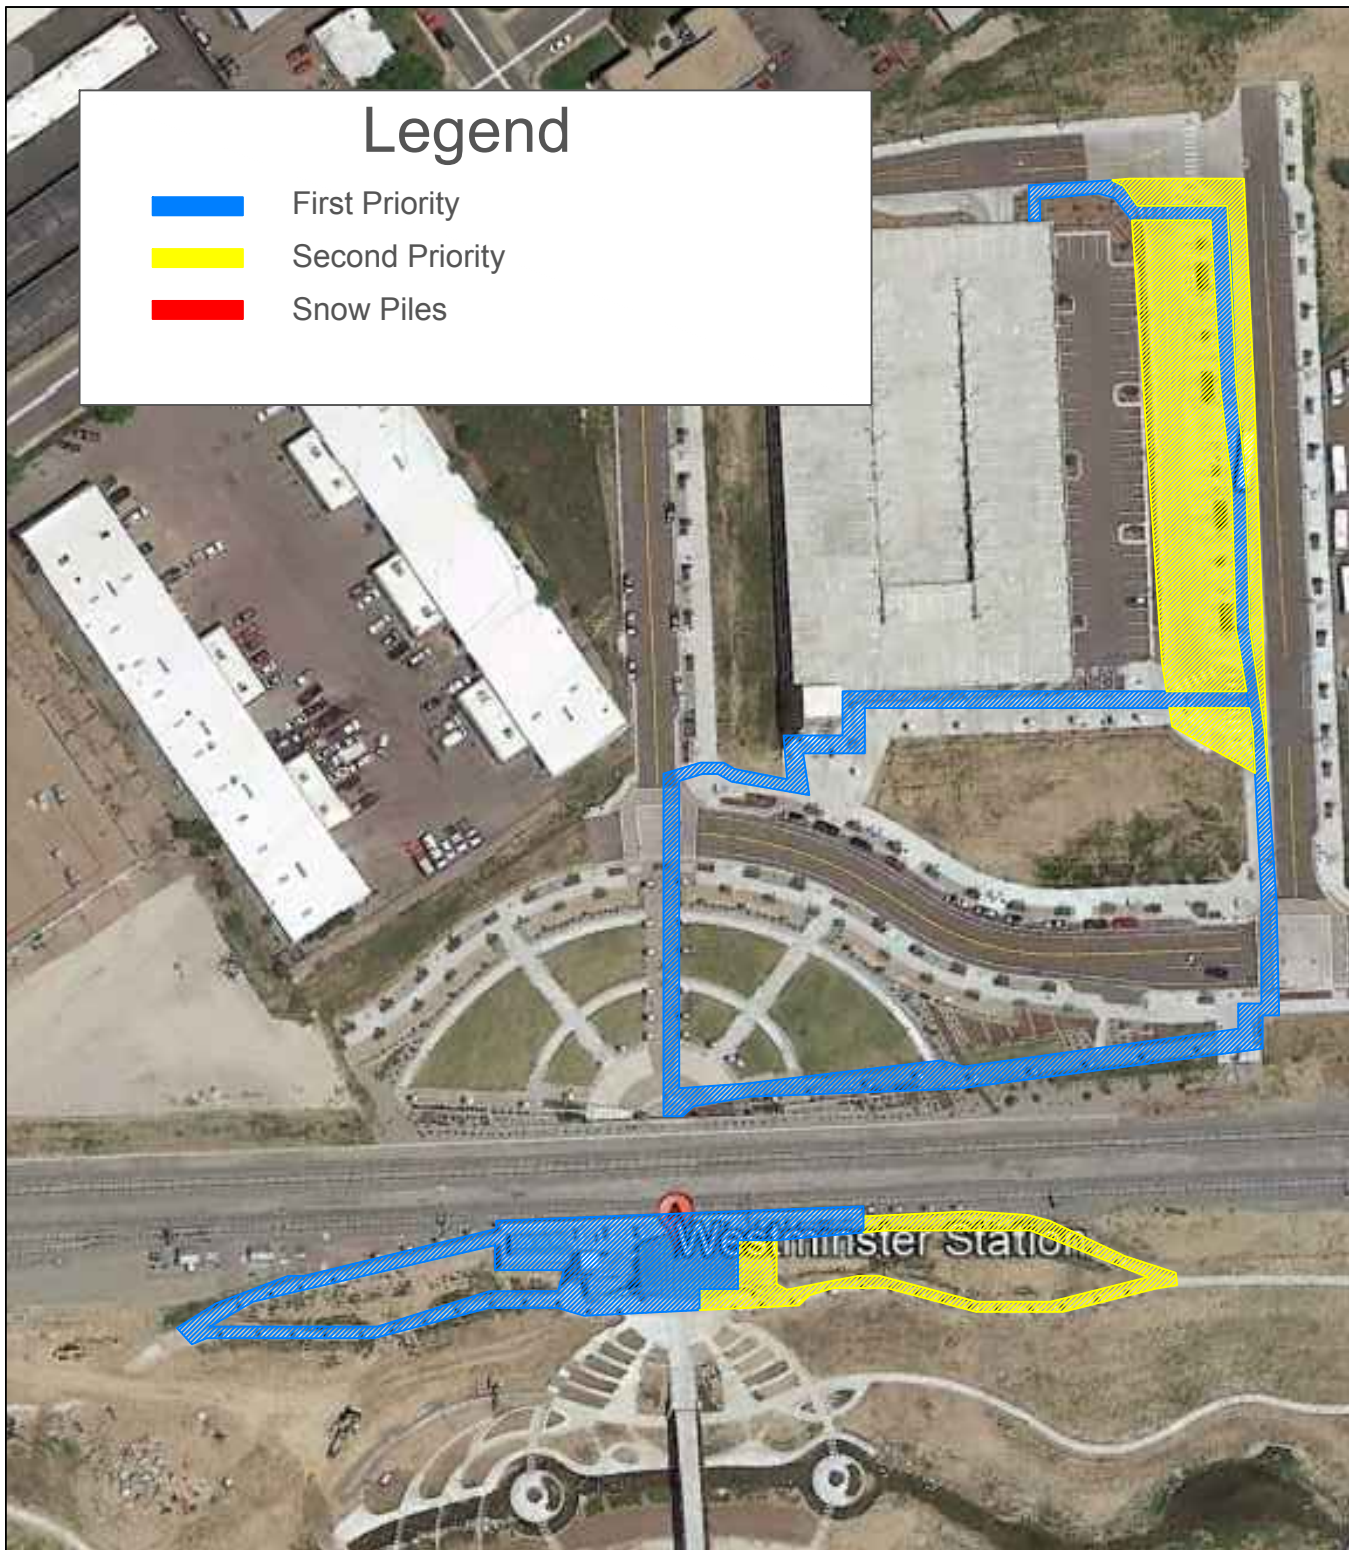 Legend
First Priority
Second Priority
Snow Piles
A
Westminster Station